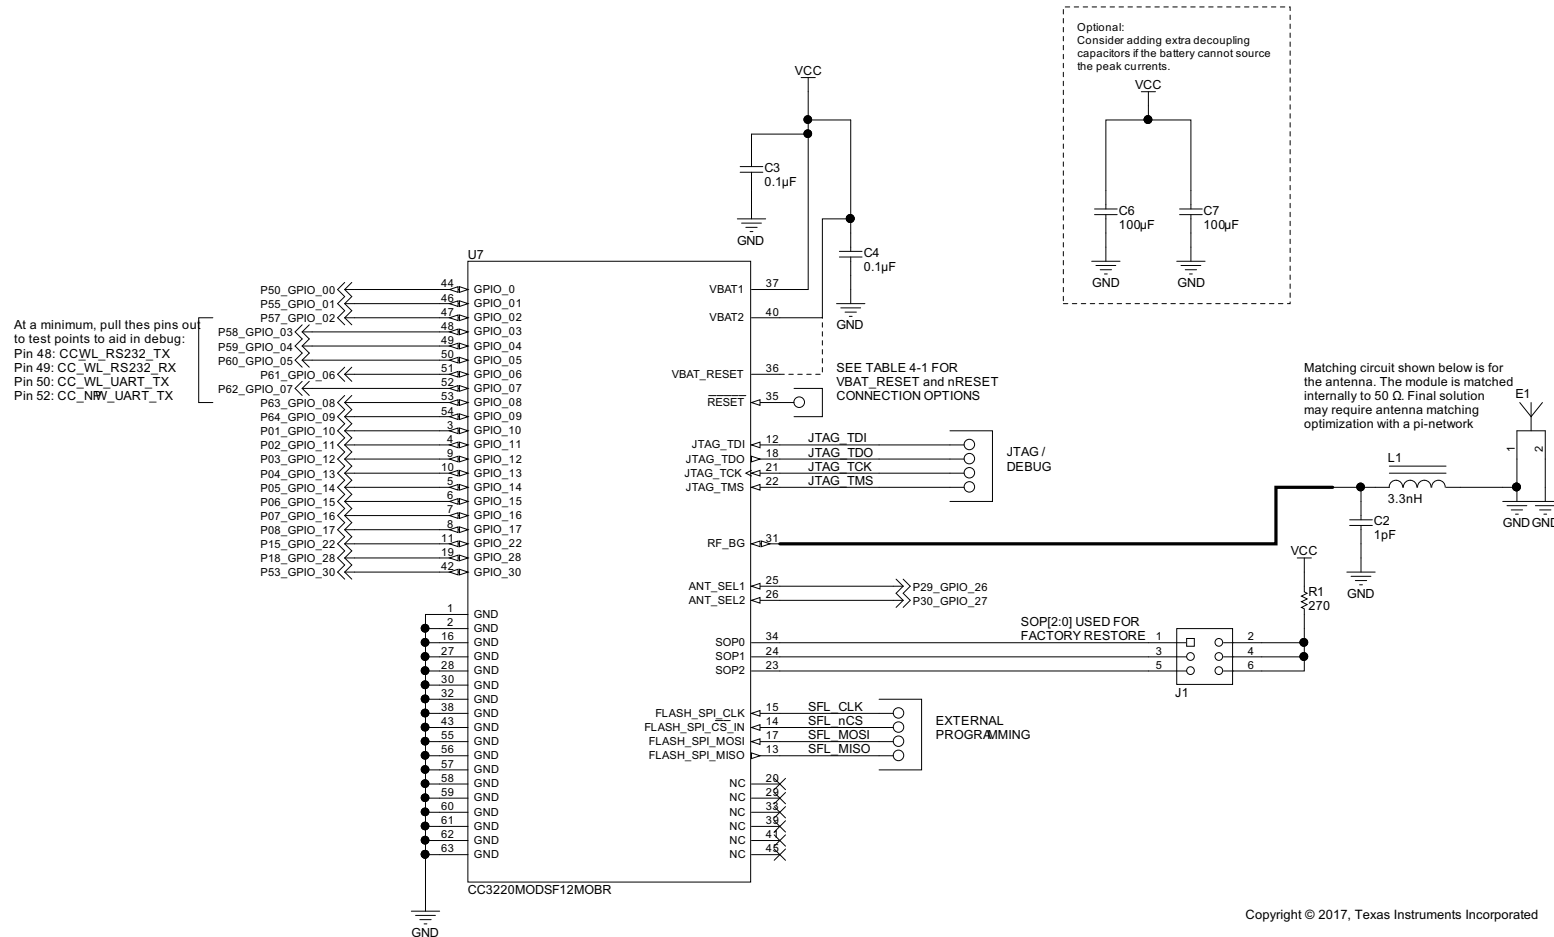 Optional:
Consider adding extra decoupling
capacitors if the battery cannot source
the peak currents.
VCC
C6
100µF
C7
100µF
GND
GND
VCC
C3
0.1µF
GND
C4
0.1µF
GND
U7
P50_GPIO_00 44 GPIO_0
P55_GPIO_01 46 GPIO_01
P57_GPIO_02 47 GPIO_02
P58_GPIO_03 48 GPIO_03
P59_GPIO_04 49 GPIO_04
P60_GPIO_05 50 GPIO_05
P61_GPIO_06 51 GPIO_06
P62_GPIO_07 52 GPIO_07
P63_GPIO_08 53 GPIO_08
P64_GPIO_09 54 GPIO_09
P01_GPIO_10 3 GPIO_10
P02_GPIO_11 4 GPIO_11
P03_GPIO_12 9 GPIO_12
P04_GPIO_13 10 GPIO_13
P05_GPIO_14 5 GPIO_14
P06_GPIO_15 6 GPIO_15
P07_GPIO_16 7 GPIO_16
P08_GPIO_17 8 GPIO_17
P15_GPIO_22 11 GPIO_22
P18_GPIO_28 19 GPIO_28
P53_GPIO_30 42 GPIO_30
At a minimum, pull thes pins out
to test points to aid in debug:
Pin 48: CCWL_RS232_TX
Pin 49: CC_WL_RS232_RX
Pin 50: CC_WL_UART_TX
Pin 52: CC_NW_UART_TX
1 GND
2 GND
16 GND
27 GND
28 GND
30 GND
32 GND
38 GND
43 GND
55 GND
56 GND
57 GND
58 GND
59 GND
60 GND
61 GND
62 GND
63 GND
GND
CC3220MODSF12MOBR
VBAT1 37
VBAT2 40
VBAT_RESET 36
RESET 35
SEE TABLE 4-1 FOR
VBAT_RESET and nRESET
CONNECTION OPTIONS
JTAG_TDI 12 JTAG_TDI
JTAG_TDO 18 JTAG_TDO
JTAG_TCK 21 JTAG_TCK
JTAG_TMS 22 JTAG_TMS
JTAG /
DEBUG
RF_BG 31
ANT_SEL1 25 P29_GPIO_26
ANT_SEL2 26 P30_GPIO_27
SOP[2:0] USED FOR
FACTORY RESTORE
SOP0 34 1 2
SOP1 24 3 4
SOP2 23 5 6
J1
VCC
R1
270
FLASH_SPI_CLK 15 SFL_CLK
FLASH_SPI_CS_IN 14 SFL_nCS
FLASH_SPI_MOSI 17 SFL_MOSI
FLASH_SPI_MISO 13 SFL_MISO
EXTERNAL
PROGRAMMING
NC 20
NC 29
NC 33
NC 39
NC 41
NC 45
Matching circuit shown below is for
the antenna. The module is matched
internally to 50 Ω. Final solution
may require antenna matching
optimization with a pi-network
E1
1
2
L1
3.3nH
C2
1pF
GND
GND
GND
Copyright © 2017, Texas Instruments Incorporated